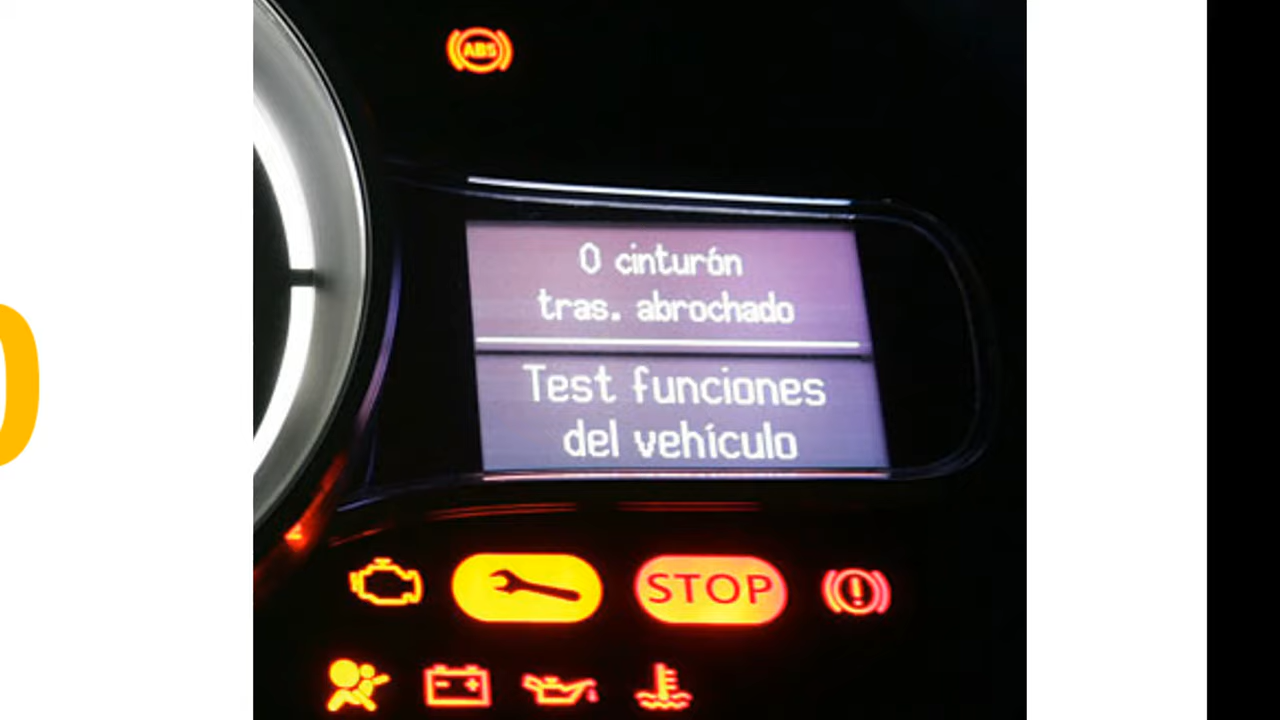 ABS
0 cinturón
tras. abrochado
Test funciones
del vehículo
STOP